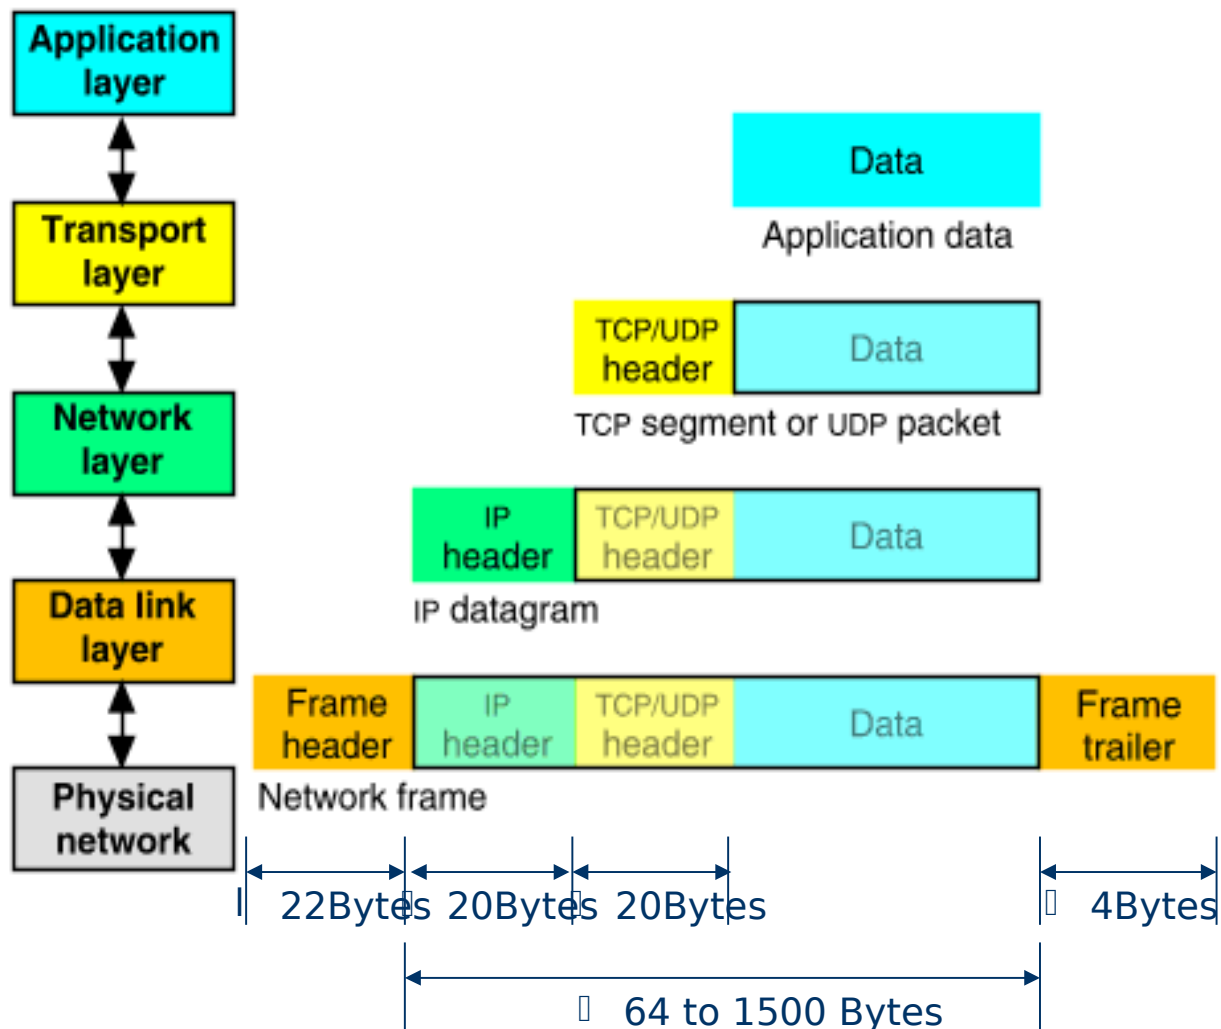 Application
layer
Data
Application data
Transport
layer
TCP/UDP
header
Data
TCP segment or UDP packet
Network
layer
IP
header
TCP/UDP
header
Data
IP datagram
Data link
layer
Frame
header
IP
header
TCP/UDP
header
Data
Frame
trailer
Network frame
Physical
network
22Bytes
20Bytes
20Bytes
4Bytes
64 to 1500 Bytes